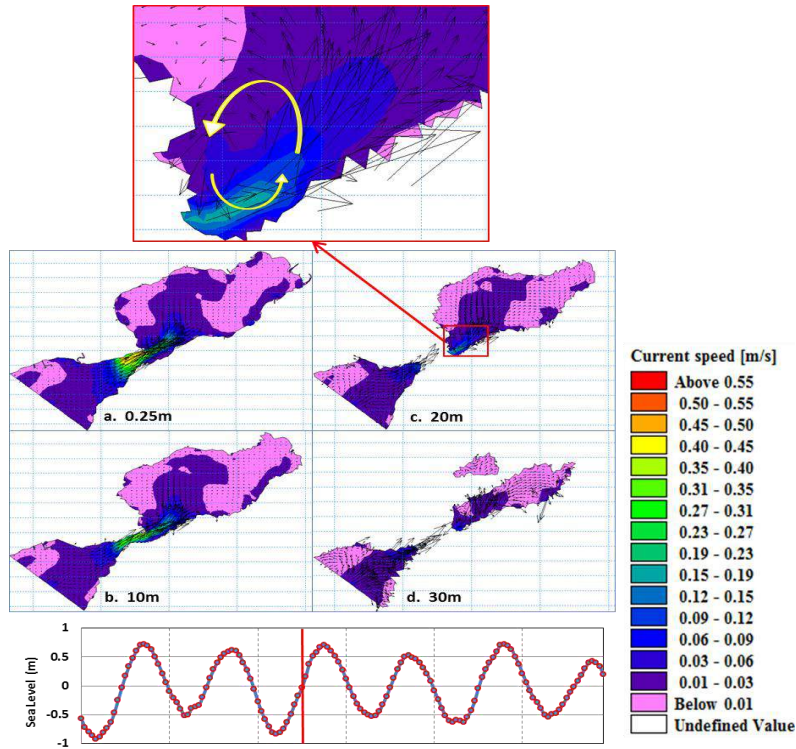 a. 0.25m
c. 20m
b. 10m
d. 30m
Current speed [m/s]
Above 0.55
0.50 - 0.55
0.45 - 0.50
0.40 - 0.45
0.35 - 0.40
0.31 - 0.35
0.27 - 0.31
0.23 - 0.27
0.19 - 0.23
0.15 - 0.19
0.12 - 0.15
0.09 - 0.12
0.06 - 0.09
0.03 - 0.06
0.01 - 0.03
Below 0.01
Undefined Value
SeaLevel (m)
1
0.5
0
-0.5
-1